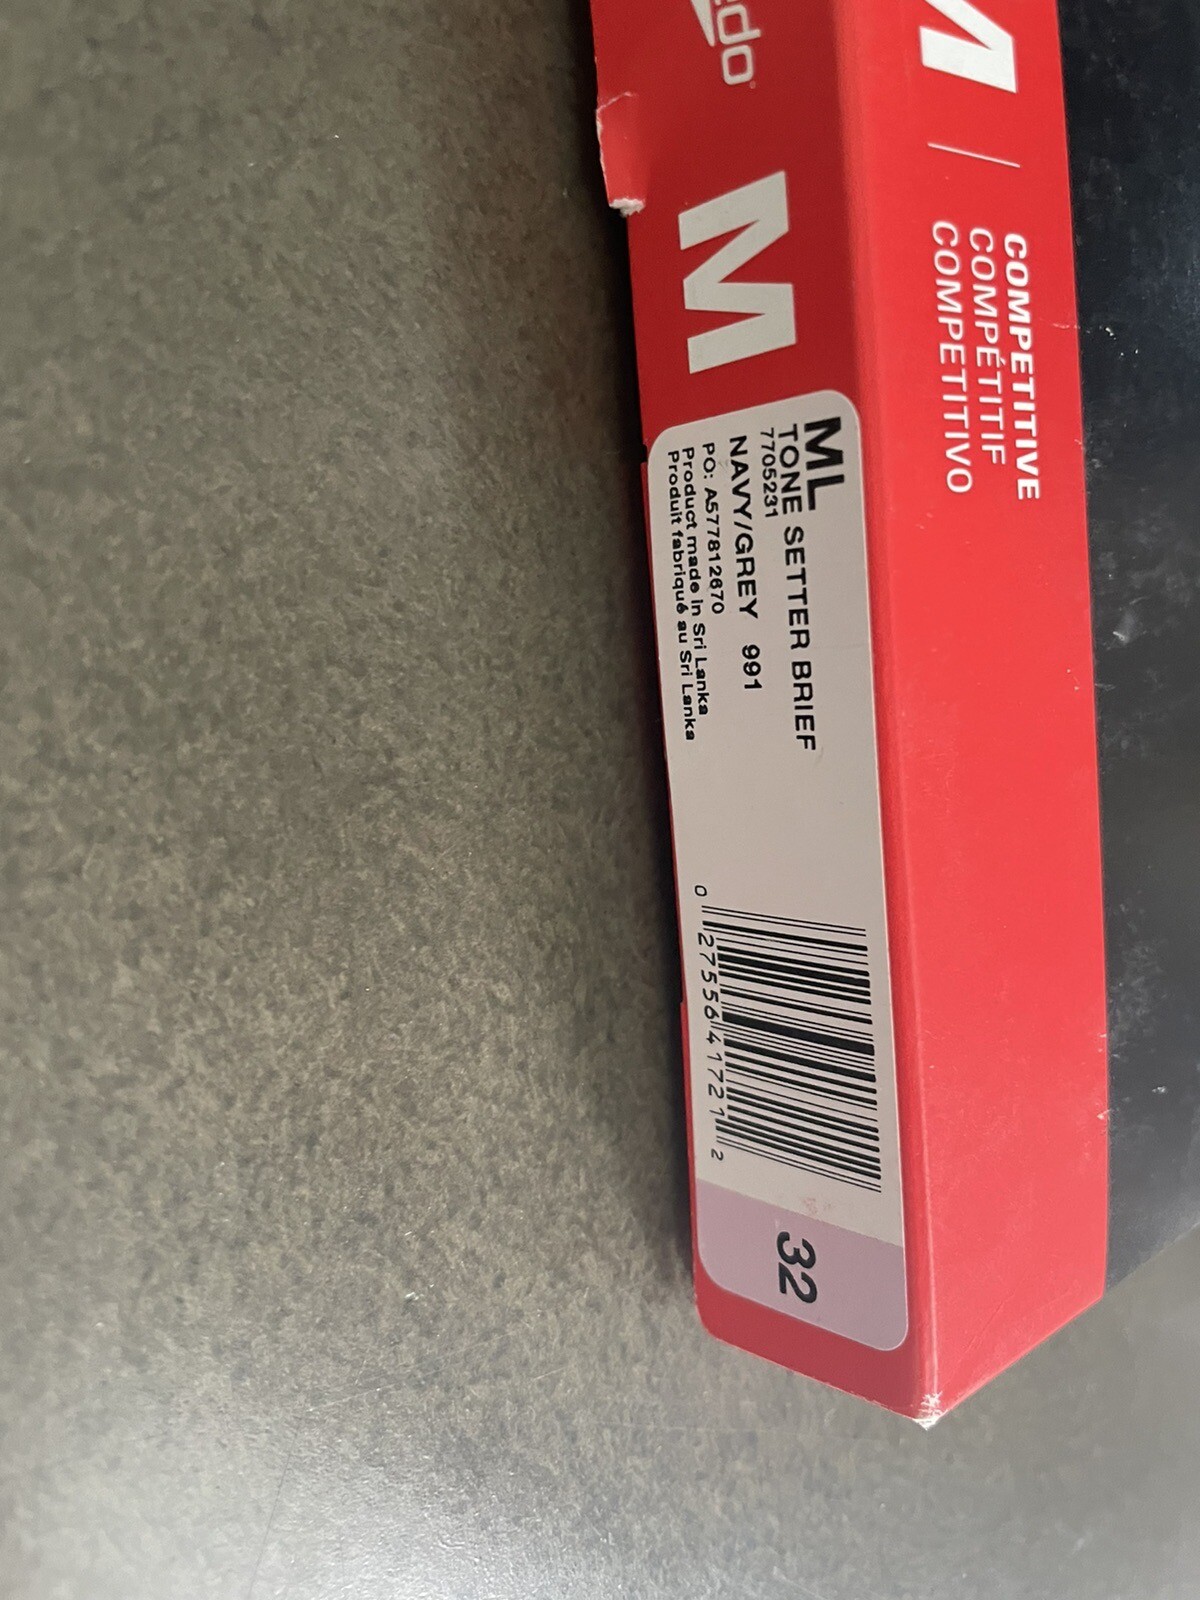 edo
M
ML
TONE SETTER BRIEF
7705231
NAVY/GREY 991
PO: A577812670
Product made in Sri Lanka
Produit fabriqué au Sri Lanka
0 27556 41721 2
32
COMPETITIVE
COMPÉTITIF
COMPETITIVO